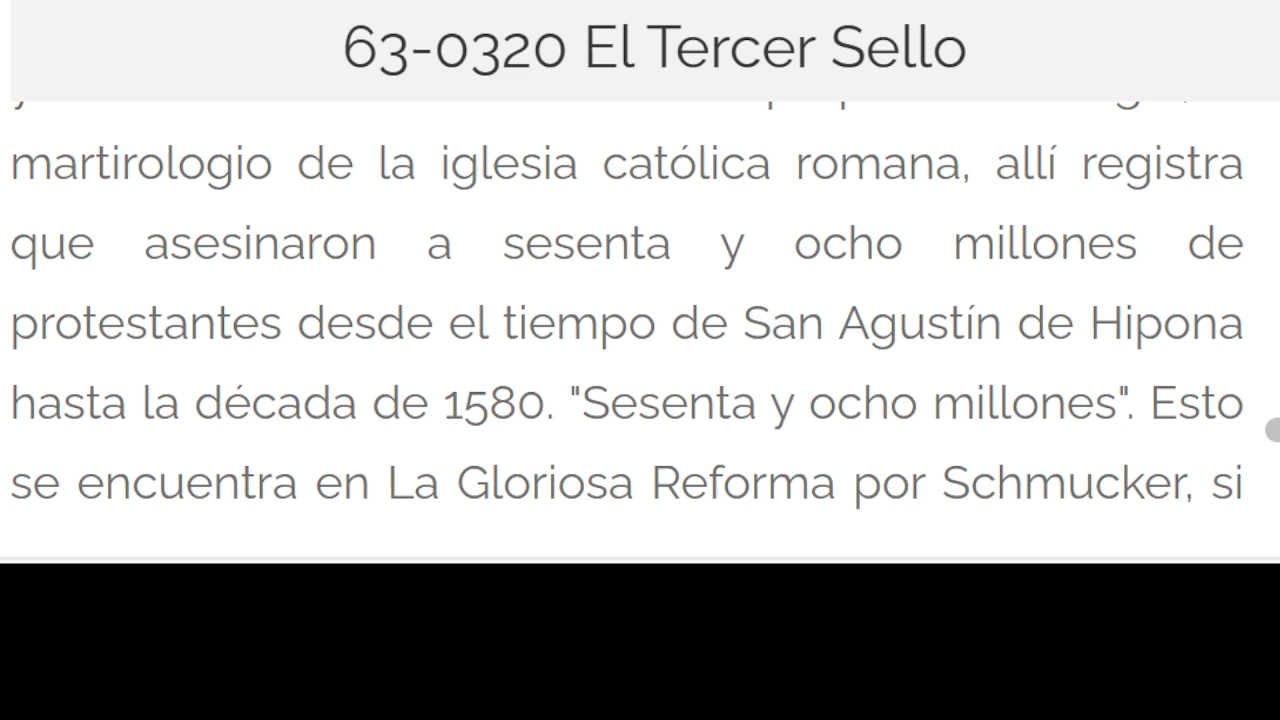 63-0320 El Tercer Sello
martirologio de la iglesia católica romana, allí registra
que asesinaron a sesenta y ocho millones de
protestantes desde el tiempo de San Agustín de Hipona
hasta la década de 1580. "Sesenta y ocho millones". Esto
se encuentra en La Gloriosa Reforma por Schmucker, si